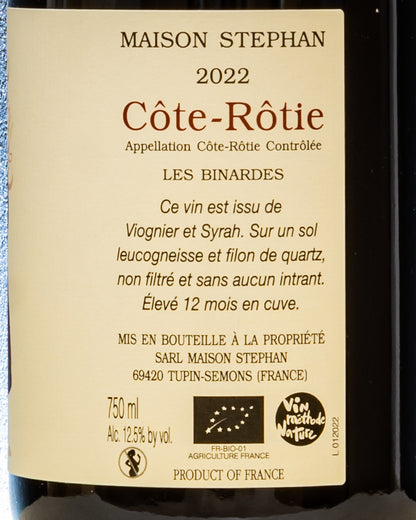 MAISON STEPHAN
2022
Côte-Rôtie
Appellation Côte-Rôtie Contrôlée
LES BINARDES
Ce vin est issu de
Viognier et Syrah. Sur un sol
leucogneisse et filon de quartz,
non filtré et sans aucun intrant.
Élevé 12 mois en cuve.
MIS EN BOUTEILLE À LA PROPRIÉTÉ
SARL MAISON STEPHAN
69420 TUPIN-SEMONS (FRANCE)
750 ml
Alc. 12.5% by vol.
FR-BIO-01
AGRICULTURE FRANCE
Vin
méthode
Nature
L 012022
PRODUCT OF FRANCE